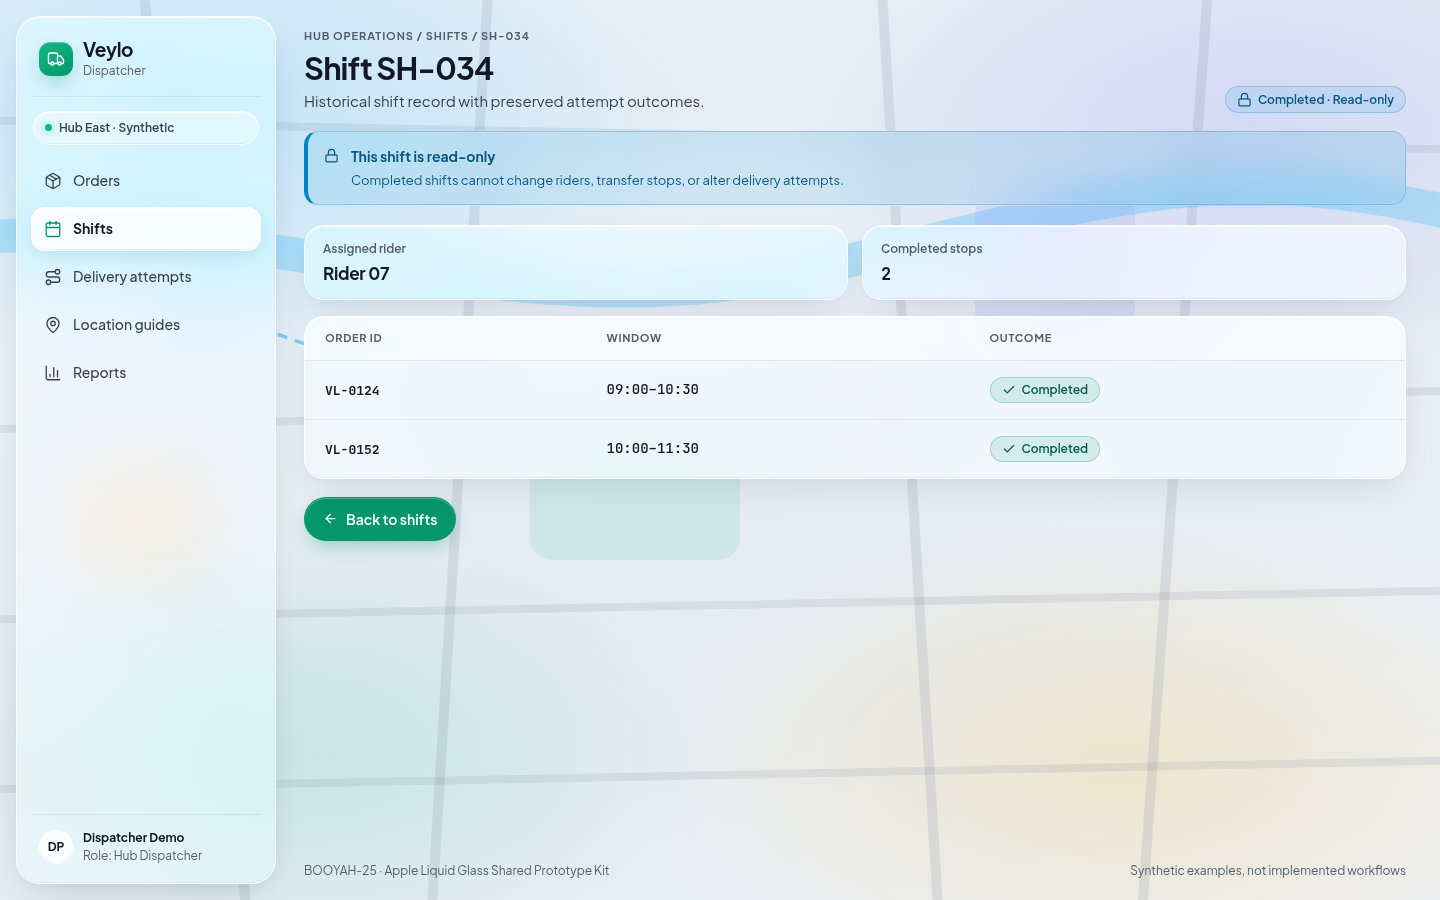 Veylo
Dispatcher
Hub East · Synthetic
Orders
Shifts
Delivery attempts
Location guides
Reports
DP
Dispatcher Demo
Role: Hub Dispatcher
HUB OPERATIONS / SHIFTS / SH-034
Shift SH-034
Historical shift record with preserved attempt outcomes.
Completed · Read-only
This shift is read-only
Completed shifts cannot change riders, transfer stops, or alter delivery attempts.
Assigned rider
Rider 07
Completed stops
2
ORDER ID WINDOW OUTCOME
VL-0124 09:00–10:30 Completed
VL-0152 10:00–11:30 Completed
Back to shifts
BOOYAH-25 · Apple Liquid Glass Shared Prototype Kit
Synthetic examples, not implemented workflows